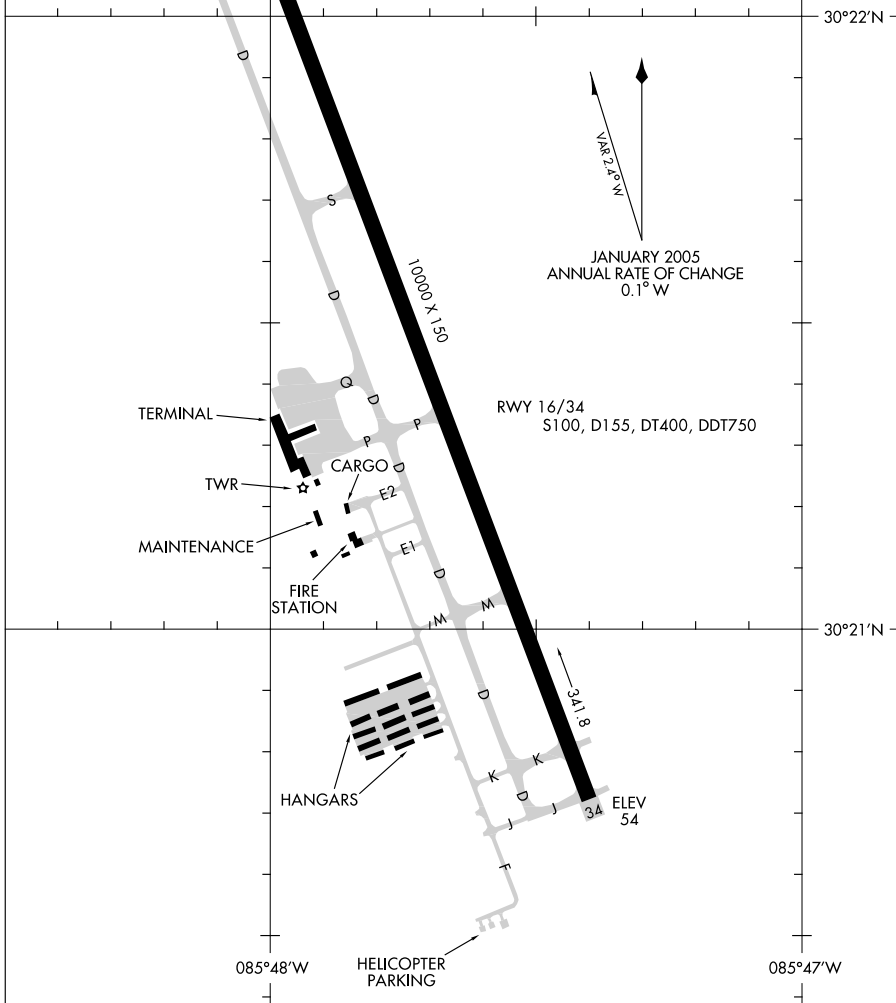 30°22'N
D
VAR 2.4° W
S
JANUARY 2005
ANNUAL RATE OF CHANGE
0.1° W
10000 X 150
D
Q
D
RWY 16/34
S100, D155, DT400, DDT750
TERMINAL
P
P
CARGO
D
TWR
E2
MAINTENANCE
E1
FIRE
STATION
D
M
M
30°21'N
D
341.8
K
K
HANGARS
D
J
J
34
ELEV
54
F
085°48'W
HELICOPTER
PARKING
085°47'W